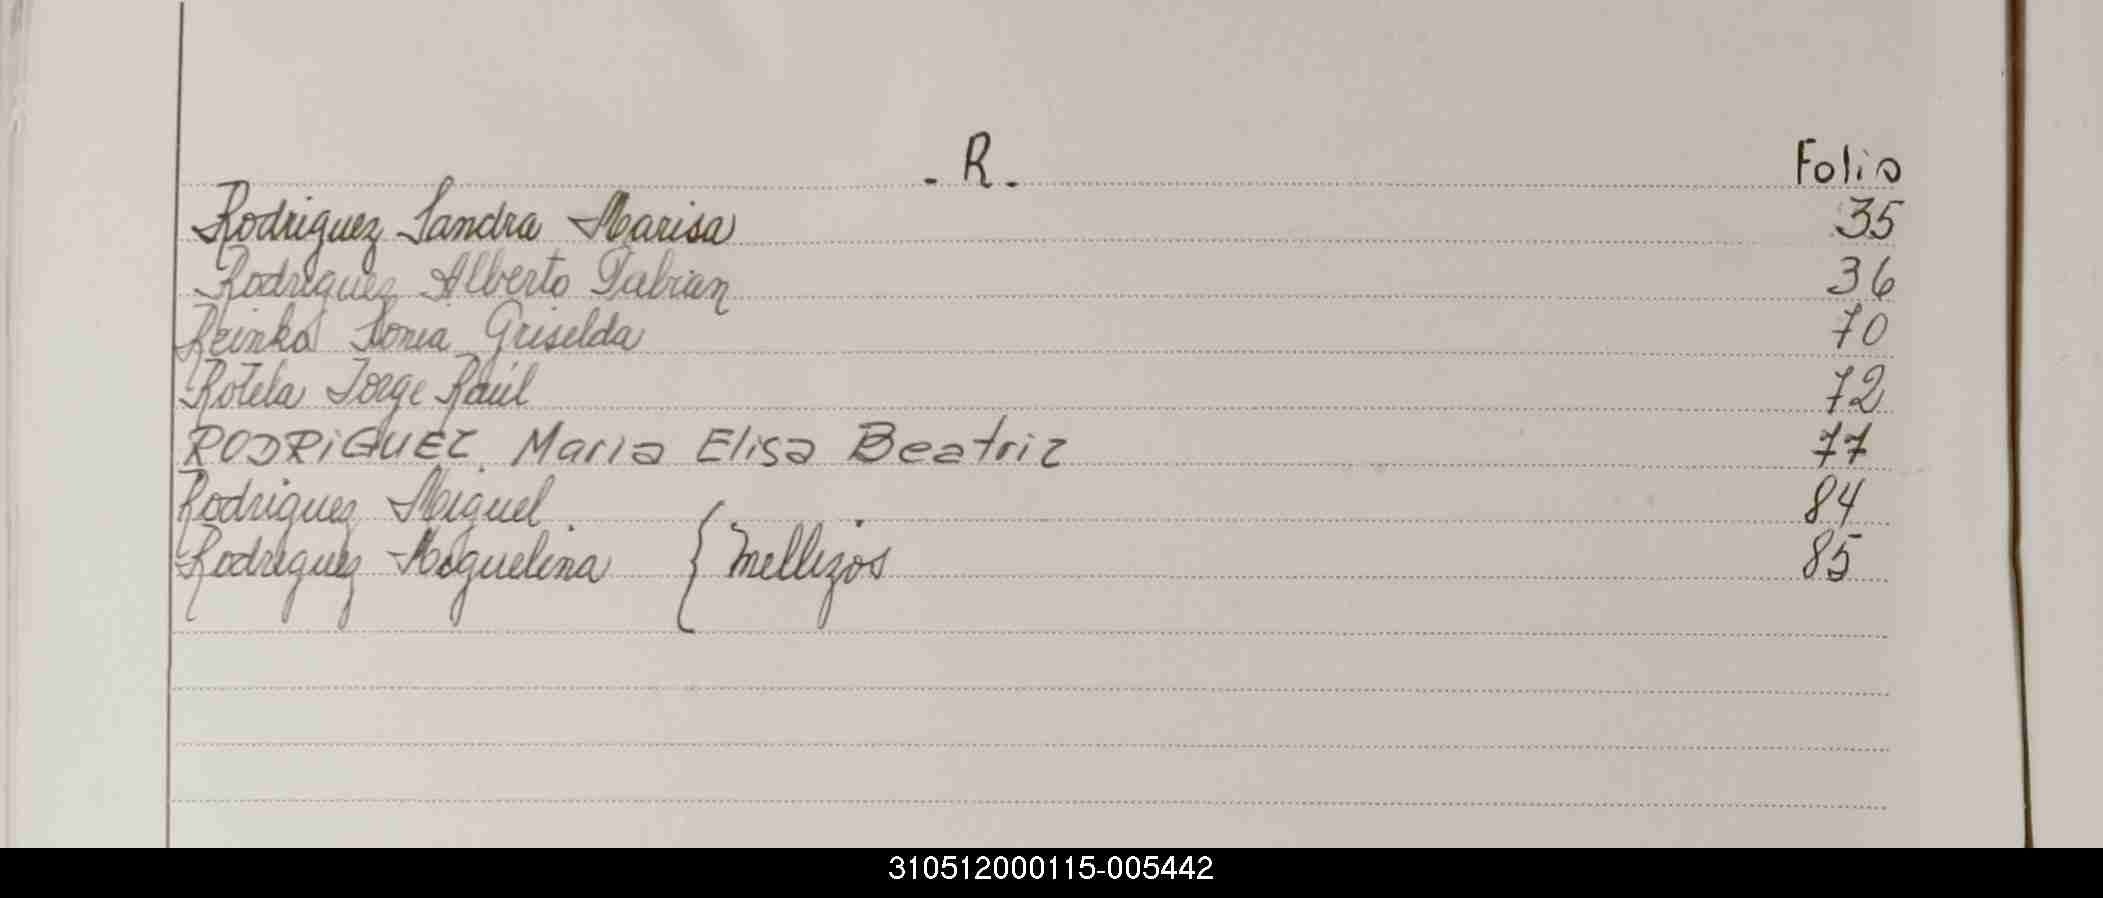 - R - Folio
Rodriguez Sandra Marisa 35
Rodriguez Alberto Fabian 36
Reinko Sonia Griselda 70
Rotela Jorge Raúl 72
RODRIGUEZ. Maria Elisa Beatriz 77
Rodriguez Miguel. 84
Rodriguez Miguelina { mellizos 85
310512000115-005442